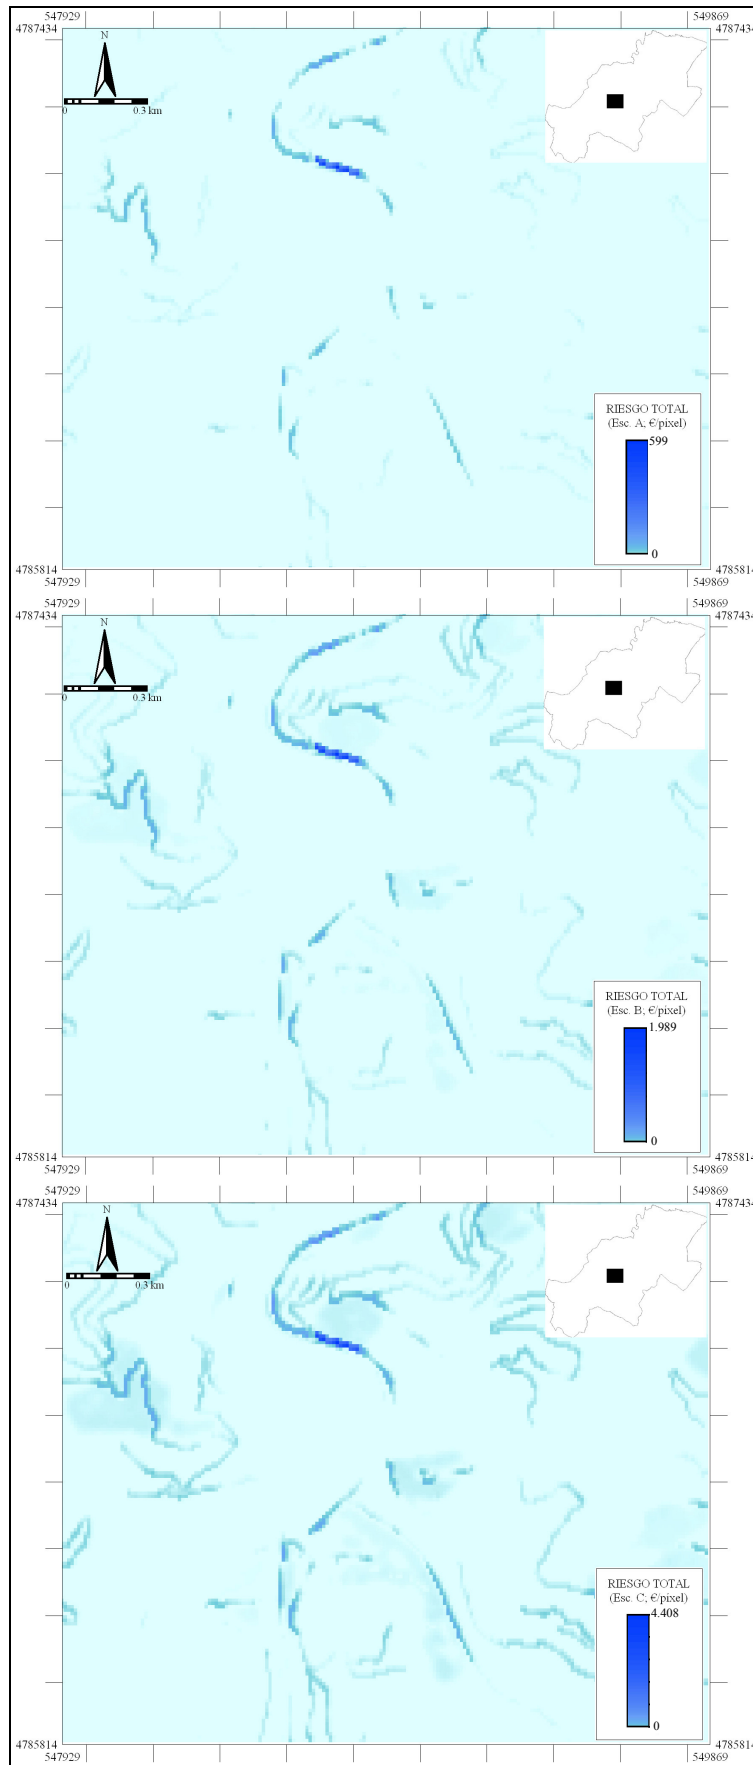 547929
549869
4787434
4787434
N
0
0.3 km
RIESGO TOTAL
(Esc. A; €/pixel)
599
0
4785814
4785814
547929
549869
547929
549869
4787434
4787434
N
0
0.3 km
RIESGO TOTAL
(Esc. B; €/pixel)
1.989
0
4785814
4785814
547929
549869
547929
549869
4787434
4787434
N
0
0.3 km
RIESGO TOTAL
(Esc. C; €/pixel)
4.408
0
4785814
4785814
547929
549869